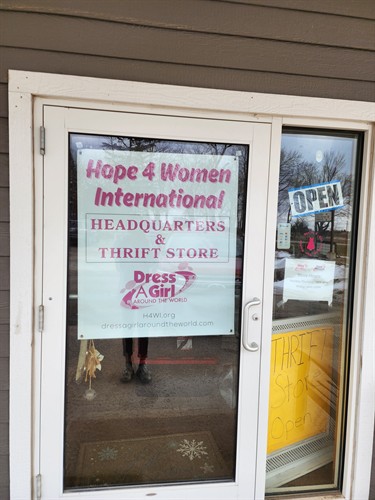 Hope 4 Women
International
HEADQUARTERS
&
THRIFT STORE
Dress
A Girl
AROUND THE WORLD
H4WI.org
dressagirlaroundtheworld.com
OPEN
THRIFT
Store
Open